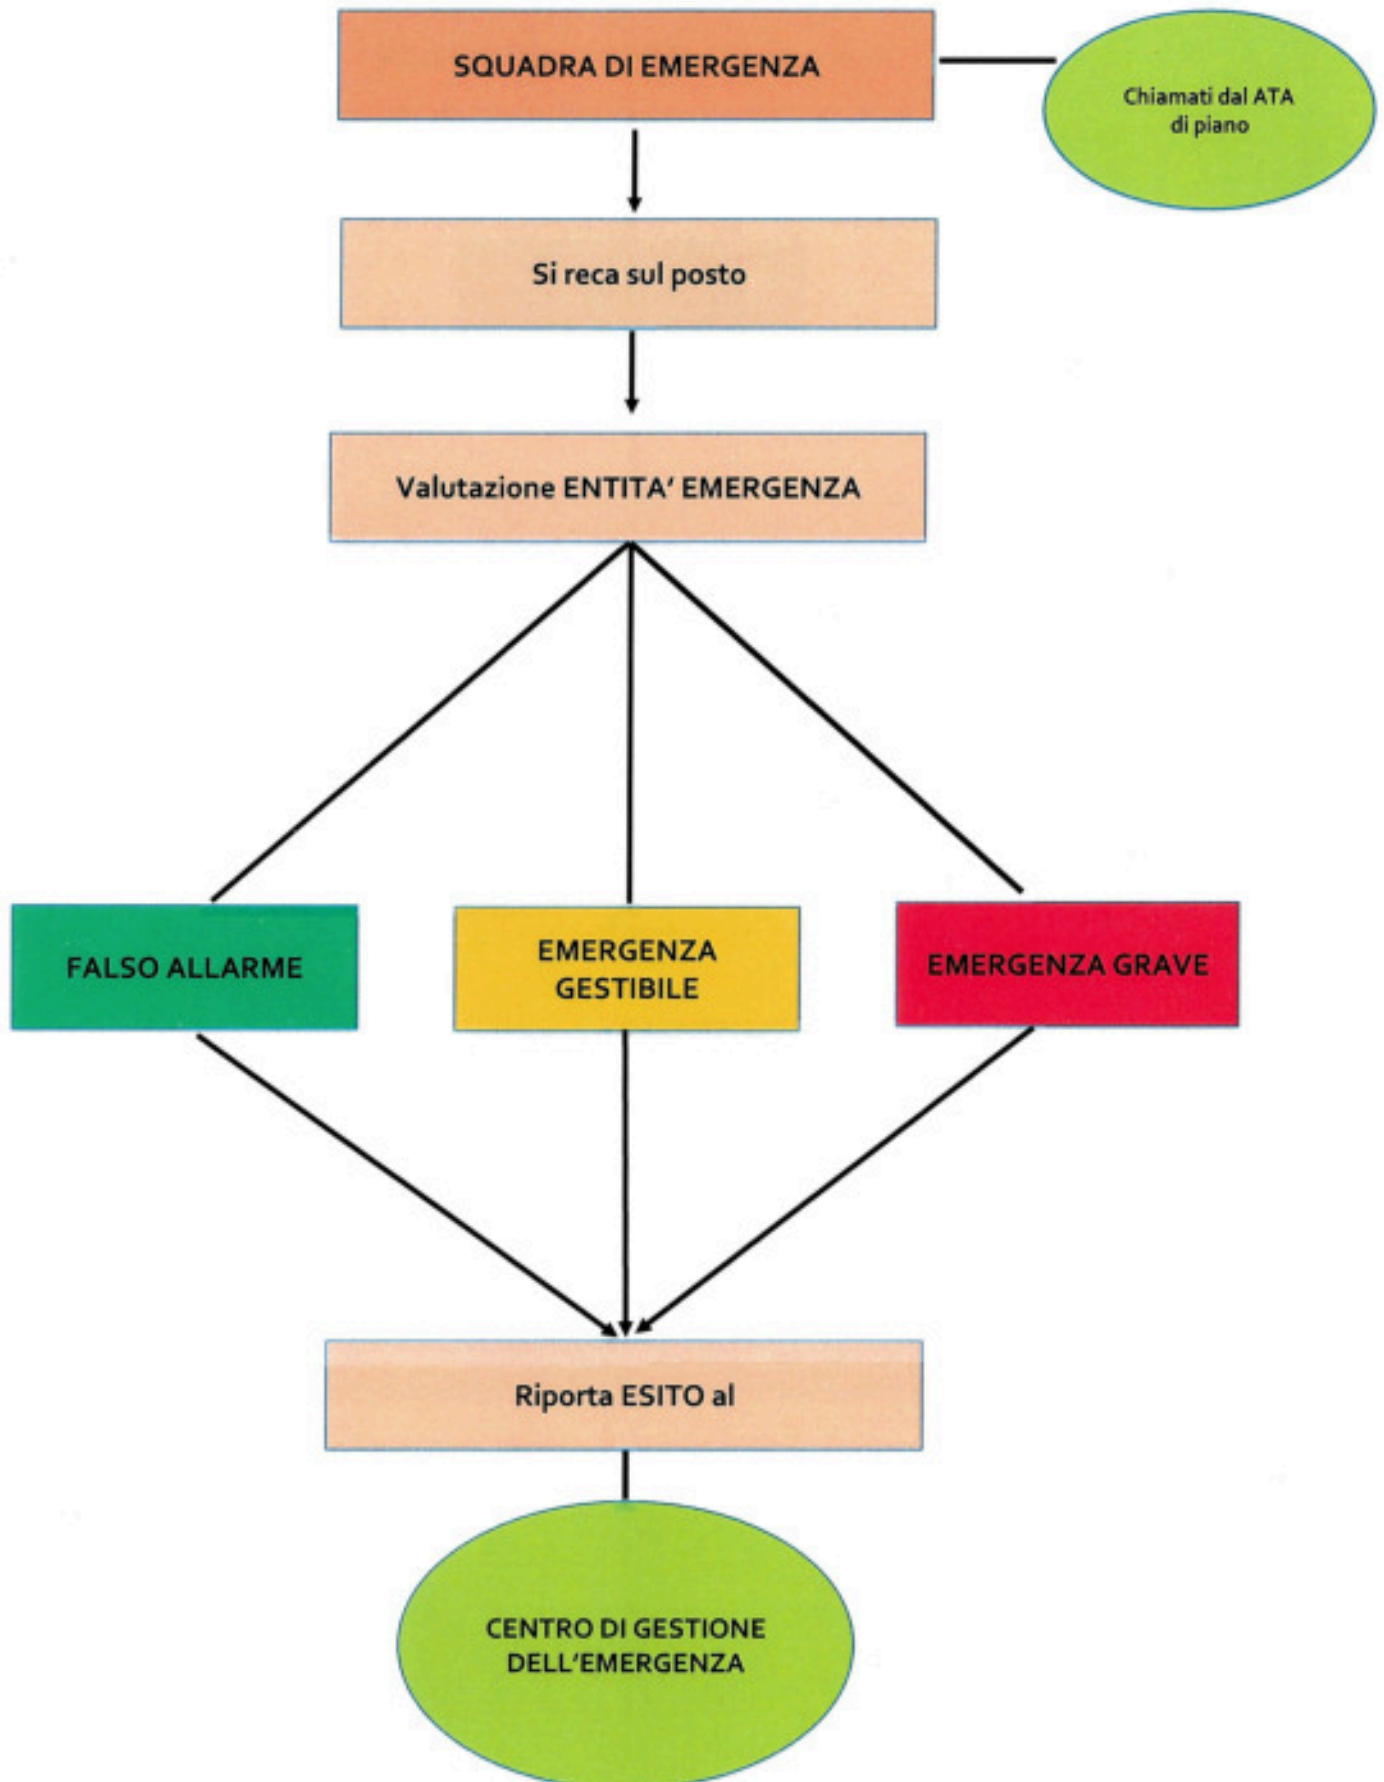 SQUADRA DI EMERGENZA
Chiamati dal ATA
di piano
Si reca sul posto
Valutazione ENTITA' EMERGENZA
FALSO ALLARME
EMERGENZA
GESTIBILE
EMERGENZA GRAVE
Riporta ESITO al
CENTRO DI GESTIONE
DELL'EMERGENZA